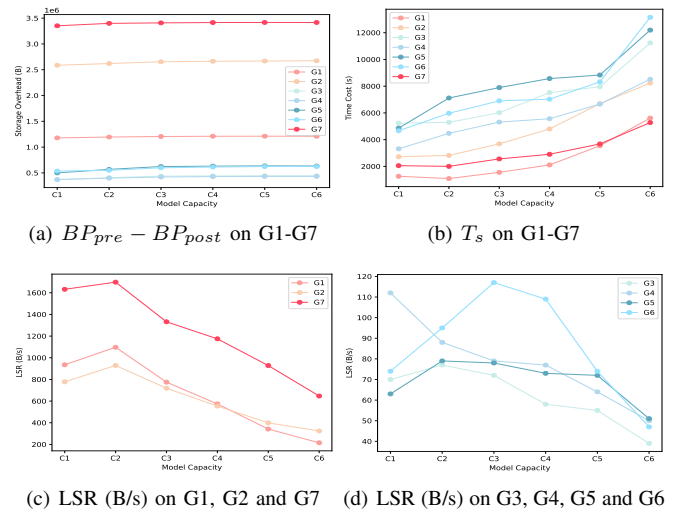 1e6
3.5
3.0
2.5
2.0
1.5
1.0
0.5
Storage Overhead (B)
C1 C2 C3 C4 C5 C6
Model Capacity
G1
G2
G3
G4
G5
G6
G7
(a) BP_pre − BP_post on G1-G7
14000
12000
10000
8000
6000
4000
2000
Time Cost (s)
C1 C2 C3 C4 C5 C6
Model Capacity
G1
G2
G3
G4
G5
G6
G7
(b) T_s on G1-G7
1600
1400
1200
1000
800
600
400
200
LSR (B/s)
C1 C2 C3 C4 C5 C6
Model Capacity
G1
G2
G7
(c) LSR (B/s) on G1, G2 and G7
120
110
100
90
80
70
60
50
40
LSR (B/s)
C1 C2 C3 C4 C5 C6
Model Capacity
G3
G4
G5
G6
(d) LSR (B/s) on G3, G4, G5 and G6